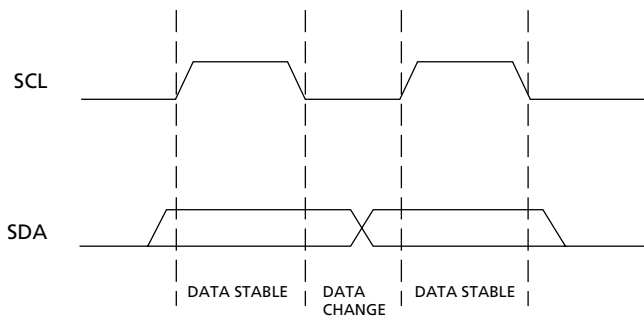 SCL
SDA
DATA STABLE
DATA
CHANGE
DATA STABLE